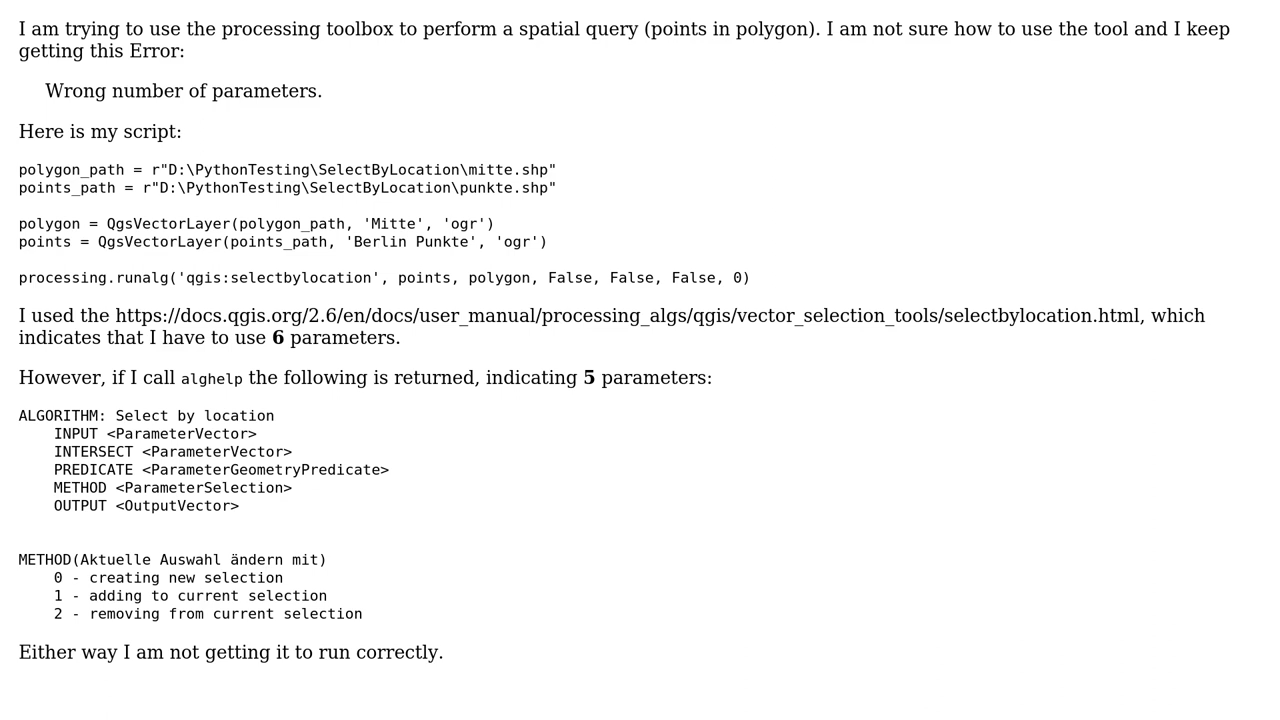 I am trying to use the processing toolbox to perform a spatial query (points in polygon). I am not sure how to use the tool and I keep
getting this Error:
Wrong number of parameters.
Here is my script:
polygon_path = r"D:\PythonTesting\SelectByLocation\mitte.shp"
points_path = r"D:\PythonTesting\SelectByLocation\punkte.shp"
polygon = QgsVectorLayer(polygon_path, 'Mitte', 'ogr')
points = QgsVectorLayer(points_path, 'Berlin Punkte', 'ogr')
processing.runalg('qgis:selectbylocation', points, polygon, False, False, False, 0)
I used the https://docs.qgis.org/2.6/en/docs/user_manual/processing_algs/qgis/vector_selection_tools/selectbylocation.html, which
indicates that I have to use 6 parameters.
However, if I call alghelp the following is returned, indicating 5 parameters:
ALGORITHM: Select by location
    INPUT <ParameterVector>
    INTERSECT <ParameterVector>
    PREDICATE <ParameterGeometryPredicate>
    METHOD <ParameterSelection>
    OUTPUT <OutputVector>
METHOD(Aktuelle Auswahl ändern mit)
    0 - creating new selection
    1 - adding to current selection
    2 - removing from current selection
Either way I am not getting it to run correctly.